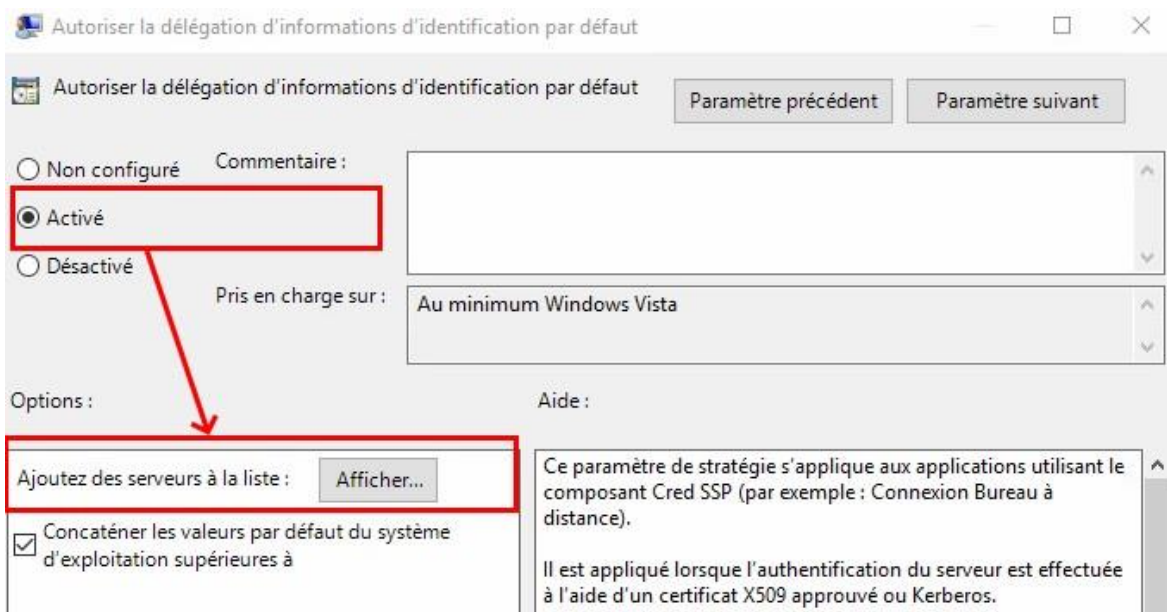 Autoriser la délégation d'informations d'identification par défaut
Autoriser la délégation d'informations d'identification par défaut
Paramètre précédent
Paramètre suivant
Non configuré
Commentaire :
Activé
Désactivé
Pris en charge sur :
Au minimum Windows Vista
Options :
Aide :
Ajoutez des serveurs à la liste :
Afficher...
Concaténer les valeurs par défaut du système
d'exploitation supérieures à
Ce paramètre de stratégie s'applique aux applications utilisant le
composant Cred SSP (par exemple : Connexion Bureau à
distance).
Il est appliqué lorsque l'authentification du serveur est effectuée
à l'aide d'un certificat X509 approuvé ou Kerberos.